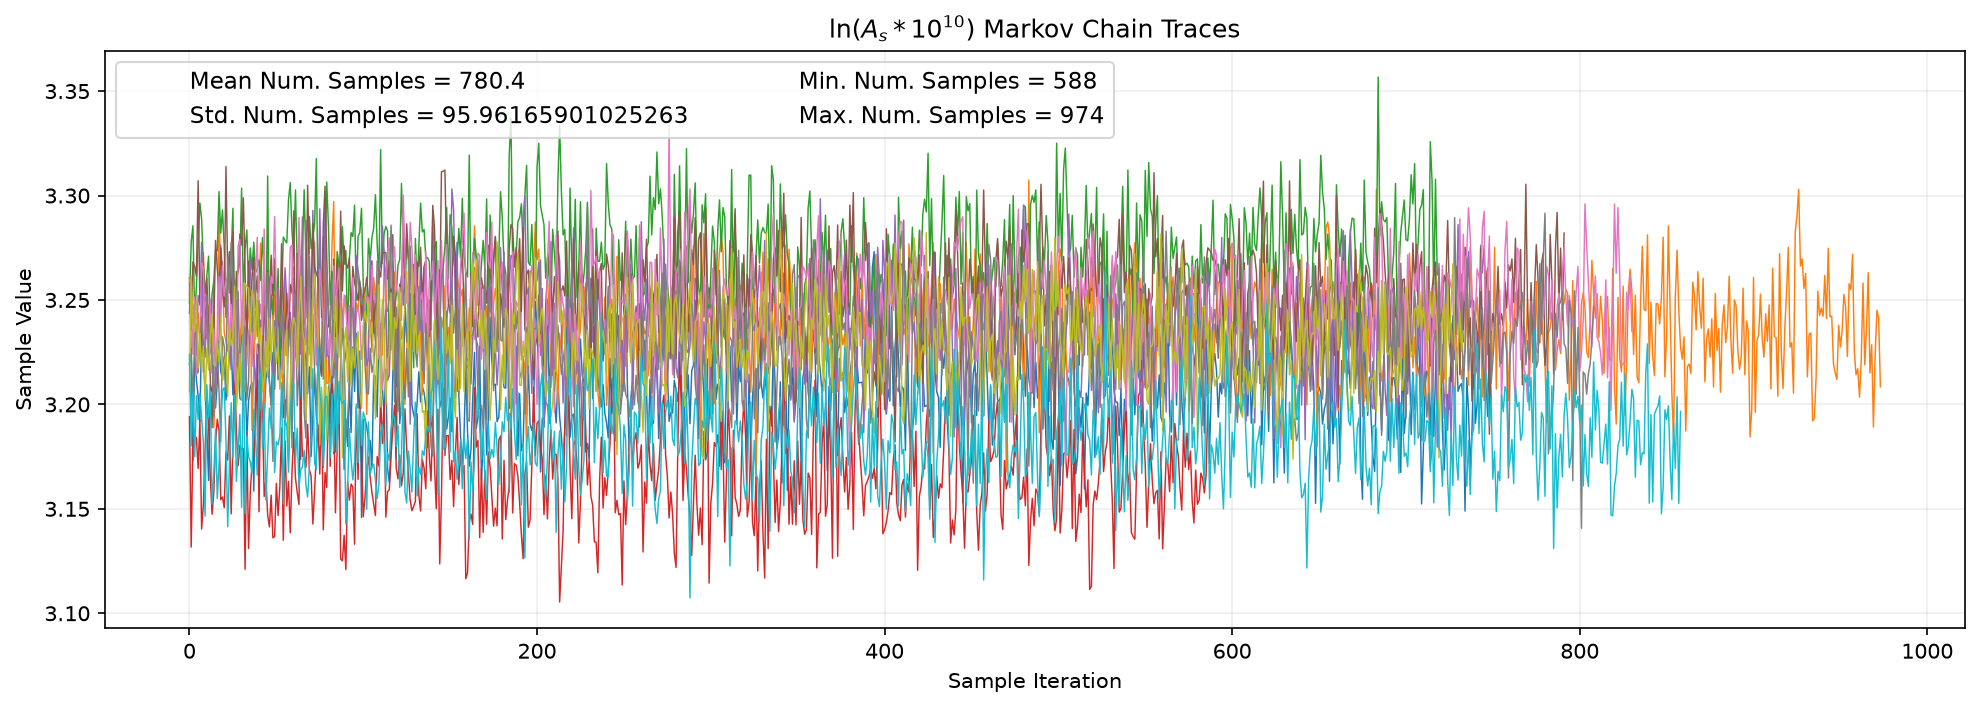 ln(A_s * 10^10) Markov Chain Traces
Mean Num. Samples = 780.4
Std. Num. Samples = 95.96165901025263
Min. Num. Samples = 588
Max. Num. Samples = 974
Sample Value
3.35
3.30
3.25
3.20
3.15
3.10
0 200 400 600 800 1000
Sample Iteration